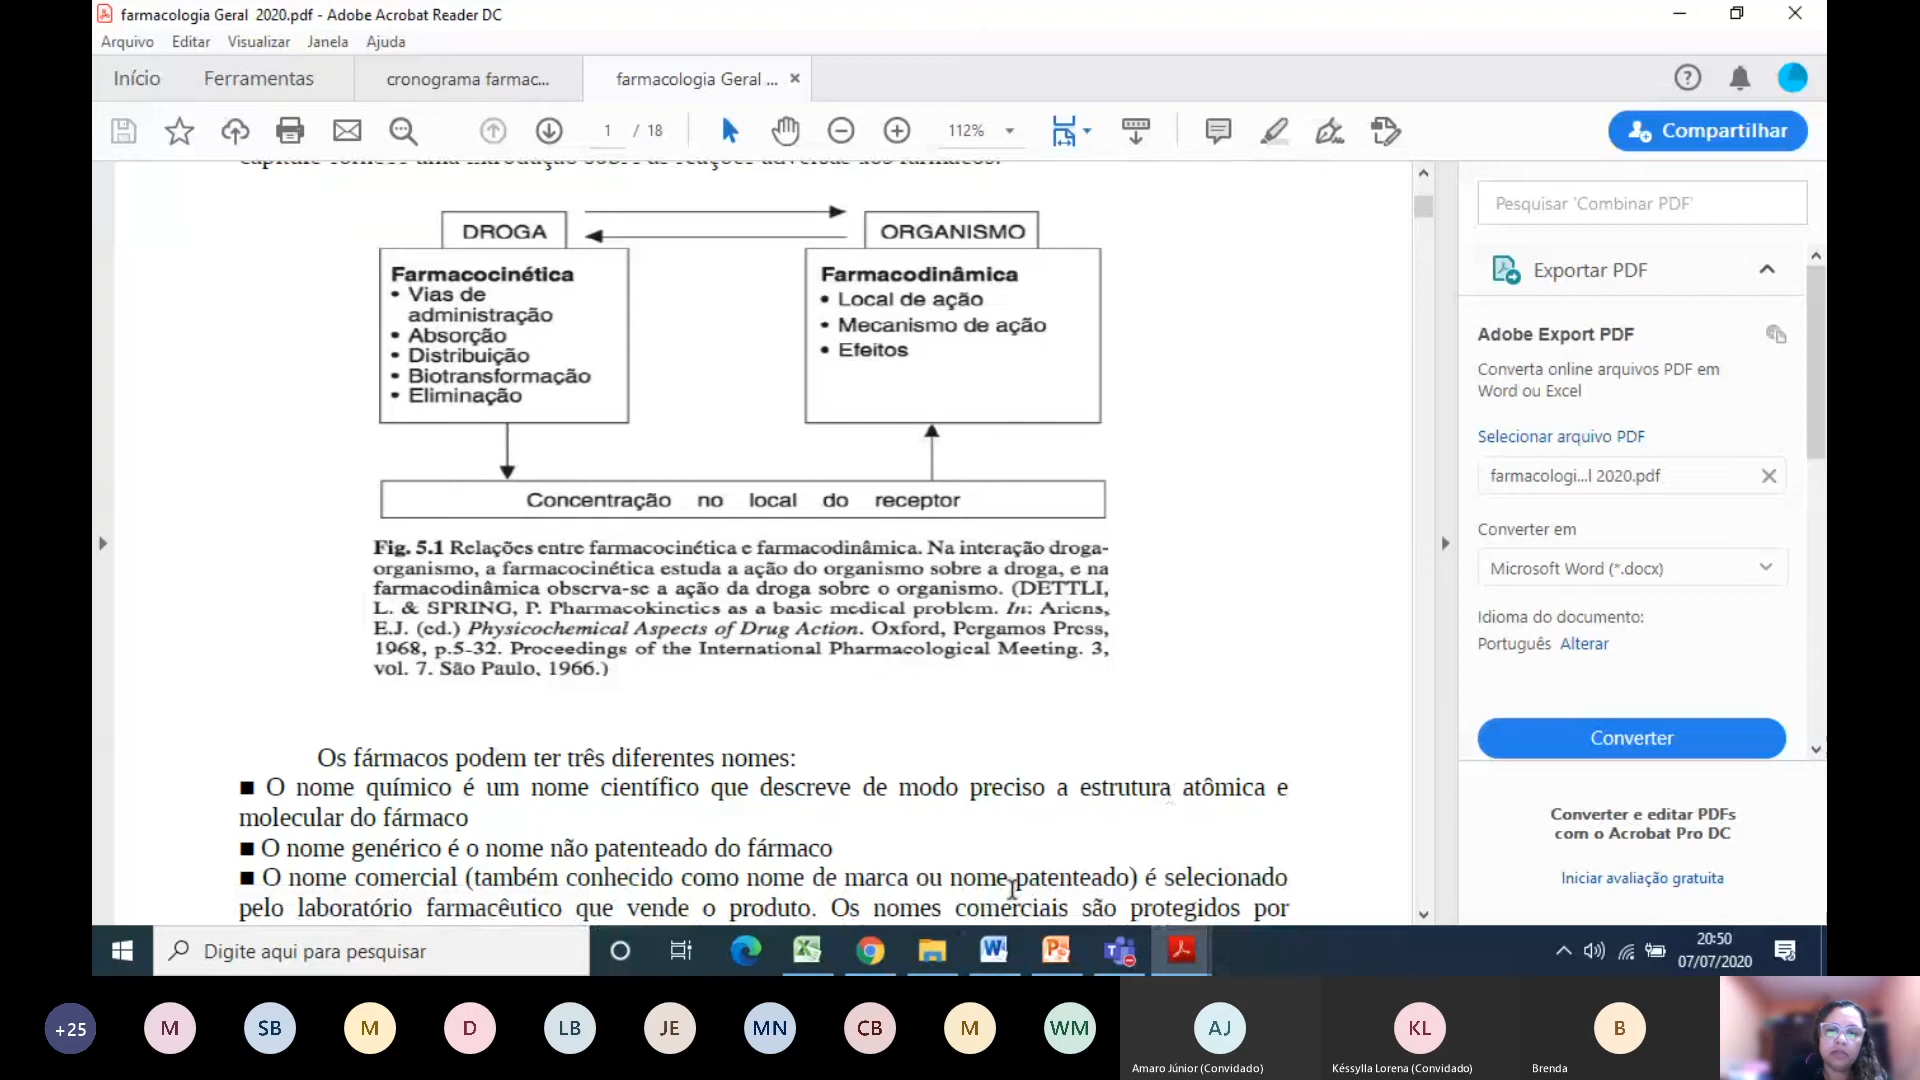 farmacologia Geral 2020.pdf - Adobe Acrobat Reader DC
Arquivo Editar Visualizar Janela Ajuda
Início Ferramentas cronograma farmac... farmacologia Geral ... ×
1 / 18 112% Compartilhar
capítulo fornece uma introdução sobre as reações adversas aos fármacos.
DROGA
ORGANISMO
Farmacocinética
• Vias de
administração
• Absorção
• Distribuição
• Biotransformação
• Eliminação
Farmacodinâmica
• Local de ação
• Mecanismo de ação
• Efeitos
Concentração no local do receptor
Fig. 5.1 Relações entre farmacocinética e farmacodinâmica. Na interação droga-
organismo, a farmacocinética estuda a ação do organismo sobre a droga, e na
farmacodinâmica observa-se a ação da droga sobre o organismo. (DETTLI,
L. & SPRING, P. Pharmacokinetics as a basic medical problem. In: Ariens,
E.J. (ed.) Physicochemical Aspects of Drug Action. Oxford, Pergamos Press,
1968, p.5-32. Proceedings of the International Pharmacological Meeting. 3,
vol. 7. São Paulo, 1966.)
Os fármacos podem ter três diferentes nomes:
■ O nome químico é um nome científico que descreve de modo preciso a estrutura atômica e
molecular do fármaco
■ O nome genérico é o nome não patenteado do fármaco
■ O nome comercial (também conhecido como nome de marca ou nome patenteado) é selecionado
pelo laboratório farmacêutico que vende o produto. Os nomes comerciais são protegidos por
Pesquisar 'Combinar PDF'
Exportar PDF
Adobe Export PDF
Converta online arquivos PDF em
Word ou Excel
Selecionar arquivo PDF
farmacologi...l 2020.pdf
Converter em
Microsoft Word (*.docx)
Idioma do documento:
Português Alterar
Converter
Converter e editar PDFs
com o Acrobat Pro DC
Iniciar avaliação gratuita
Digite aqui para pesquisar
20:50
07/07/2020
+25 M SB M D LB JE MN CB M WM AJ KL B
Amaro Júnior (Convidado) Késsylla Lorena (Convidado) Brenda